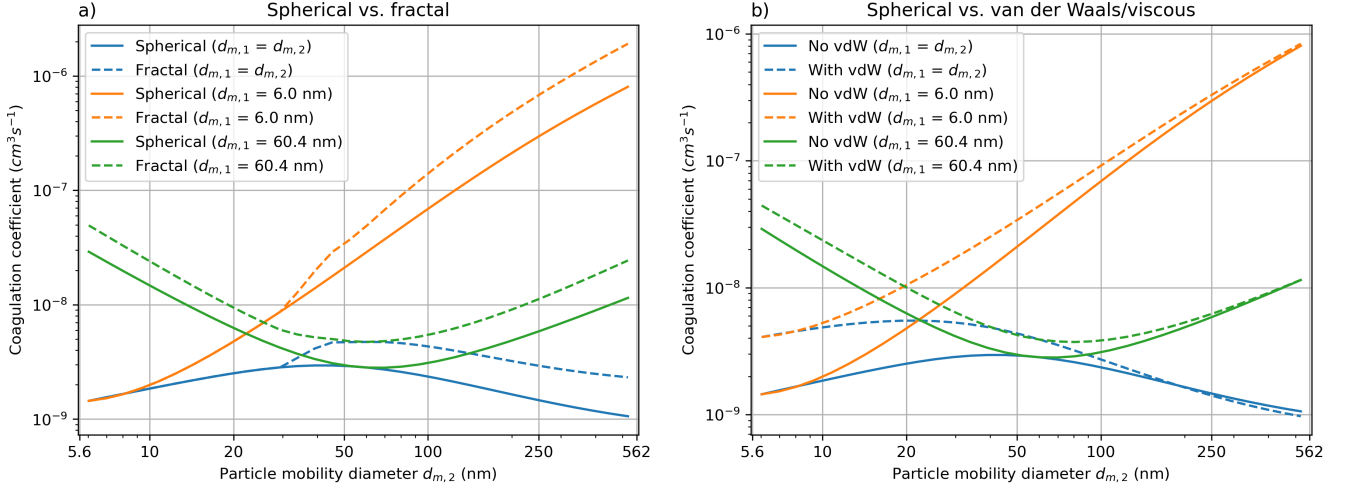 a)
Spherical vs. fractal
Coagulation coefficient (cm³s⁻¹)
10⁻⁶
10⁻⁷
10⁻⁸
10⁻⁹
Spherical (dₘ,₁ = dₘ,₂)
Fractal (dₘ,₁ = dₘ,₂)
Spherical (dₘ,₁ = 6.0 nm)
Fractal (dₘ,₁ = 6.0 nm)
Spherical (dₘ,₁ = 60.4 nm)
Fractal (dₘ,₁ = 60.4 nm)
5.6 10 20 50 100 250 562
Particle mobility diameter dₘ,₂ (nm)
b)
Spherical vs. van der Waals/viscous
Coagulation coefficient (cm³s⁻¹)
10⁻⁶
10⁻⁷
10⁻⁸
10⁻⁹
No vdW (dₘ,₁ = dₘ,₂)
With vdW (dₘ,₁ = dₘ,₂)
No vdW (dₘ,₁ = 6.0 nm)
With vdW (dₘ,₁ = 6.0 nm)
No vdW (dₘ,₁ = 60.4 nm)
With vdW (dₘ,₁ = 60.4 nm)
5.6 10 20 50 100 250 562
Particle mobility diameter dₘ,₂ (nm)